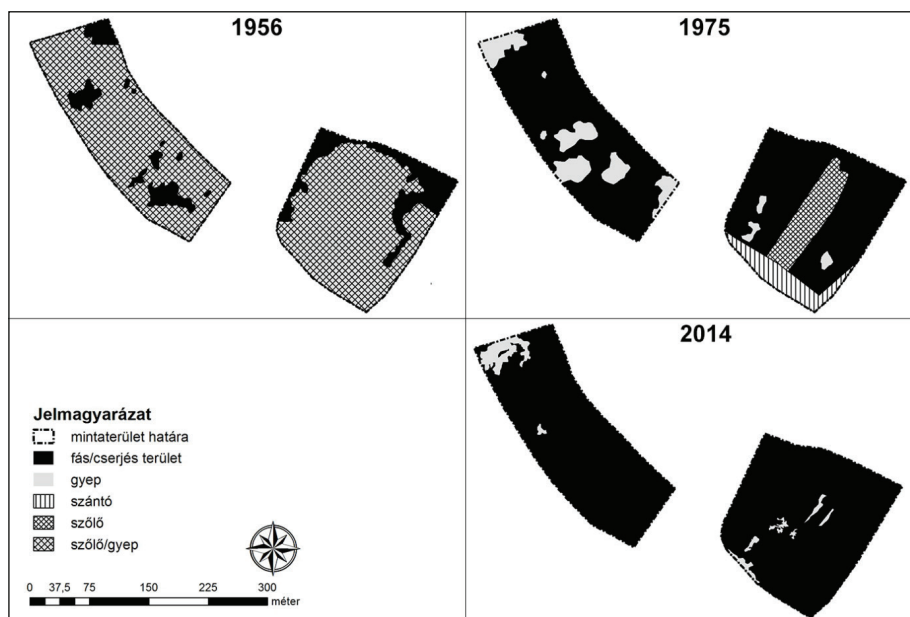 1956
1975
2014
Jelmagyarázat
mintaterület határa
fás/cserjés terület
gyep
szántó
szőlő
szőlő/gyep
0 37,5 75 150 225 300
méter